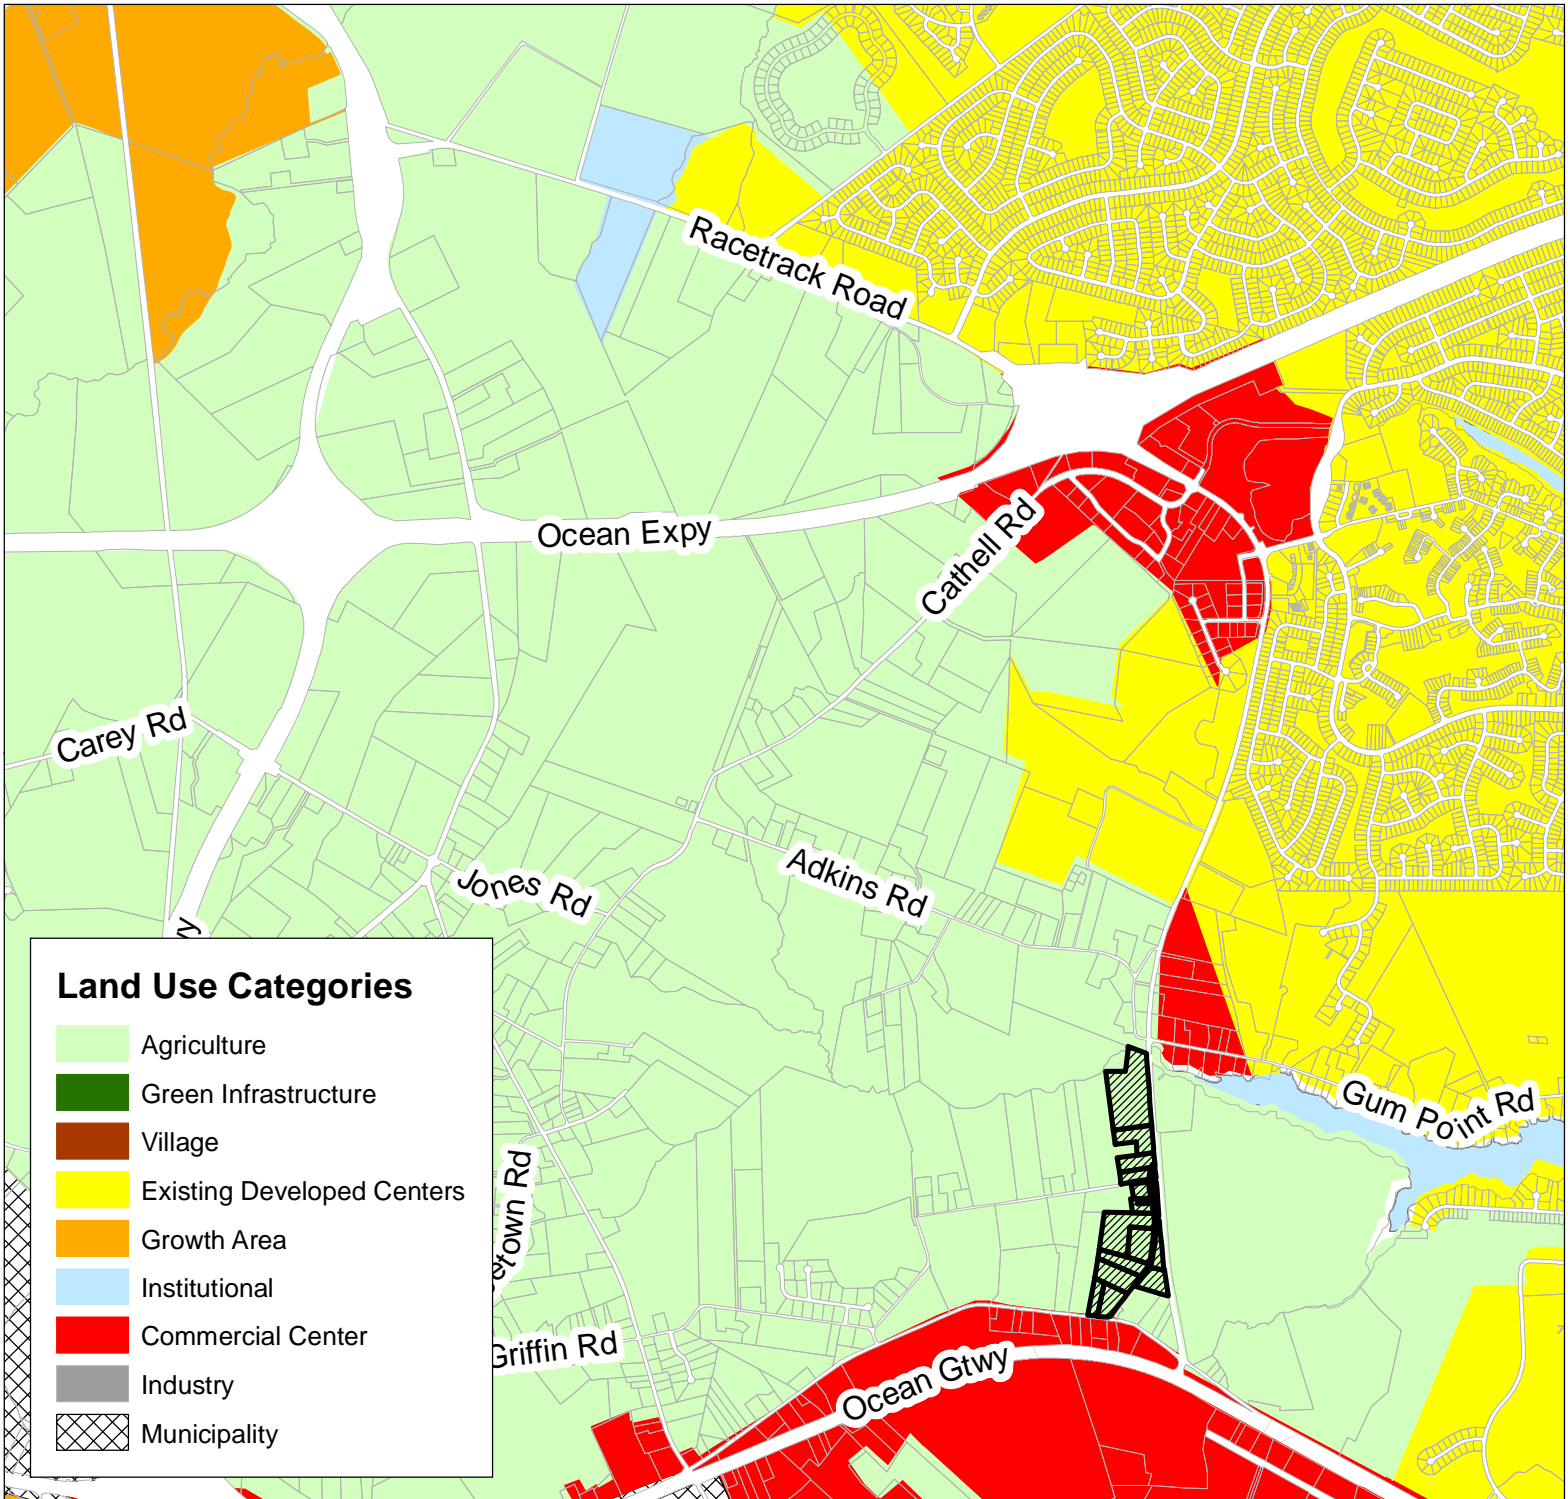 Racetrack Road
Ocean Expy
Cathell Rd
Carey Rd
Adkins Rd
Jones Rd
Land Use Categories
Agriculture
Green Infrastructure
Village
Existing Developed Centers
Growth Area
Institutional
Commercial Center
Industry
Municipality
Gum Point Rd
Griffin Rd
Ocean Gtwy